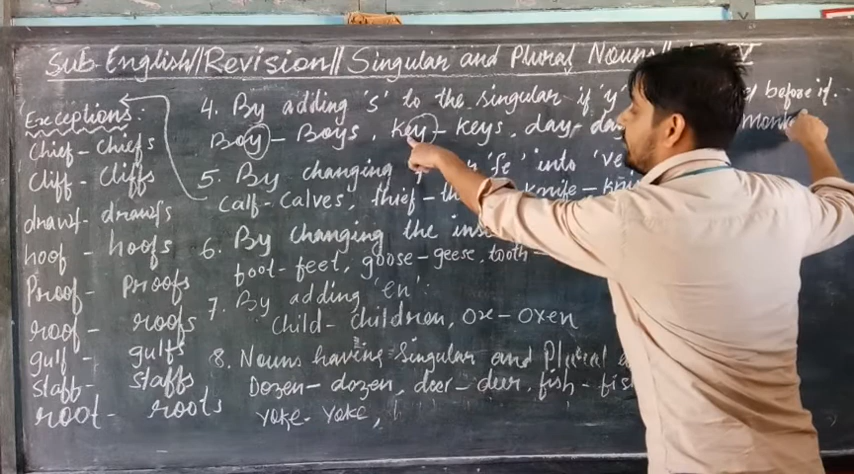 Sub English//Revision// Singular and Plural Nouns//
Exceptions:
Chief - Chiefs
Cliff - Cliffs
drawf - drawfs
hoof - hoofs
Proof - Proofs
roof - roofs
gulf - gulfs
Staff - Staffs
root - roots
4. By adding 's' to the singular if 'y' before it.
Boy - Boys, key - keys, day -
5. By changing 'fe' into 've
calf - calves, thief - knife -
6. By changing the
foot - feet, goose - geese, tooth -
7. By adding 'en':
Child - children, Ox - Oxen
8. Nouns having Singular and Plural
Dozen - dozen, deer - deer, fish -
Yoke - Yoke,